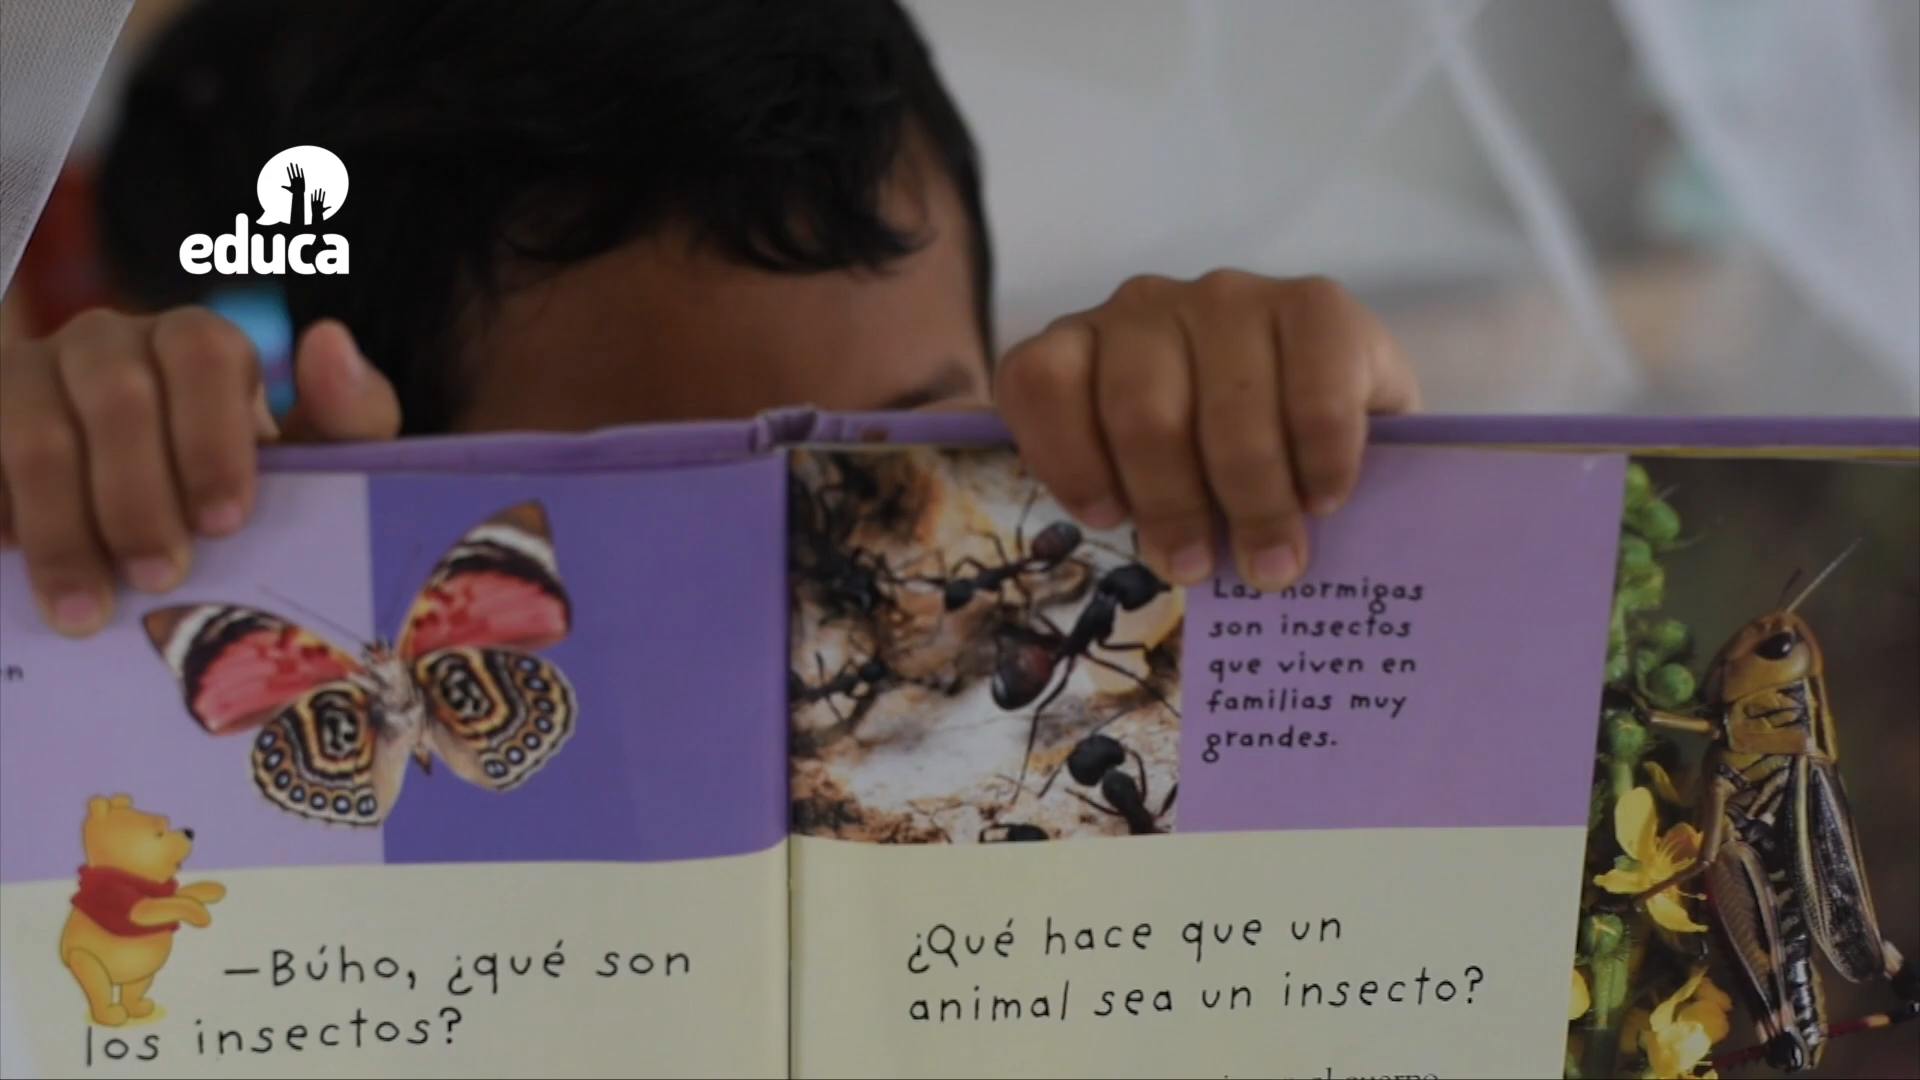 educa
Las hormigas
son insectos
que viven en
familias muy
grandes.
—Búho, ¿qué son
los insectos?
¿Qué hace que un
animal sea un insecto?